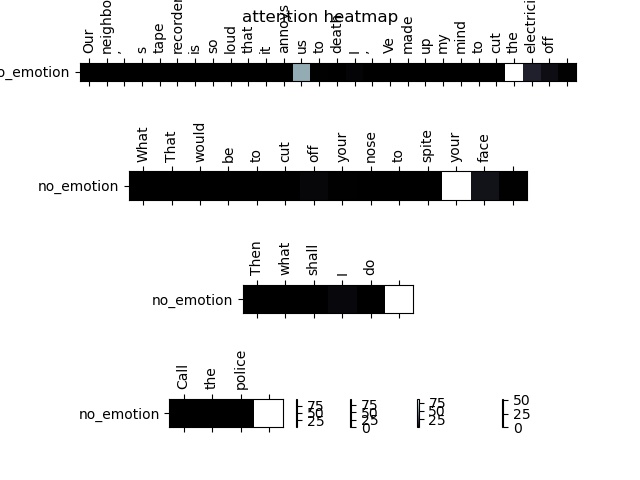 attention heatmap
Our neighbo , s tape recorder is so loud that it annoys us to death I , Ve made up my mind to cut the electrici off
o_emotion
What That would be to cut off your nose to spite your face
no_emotion
Then what shall I do
no_emotion
Call the police
no_emotion
75 50 25
75 50 25 0
75 50 25
50 25 0